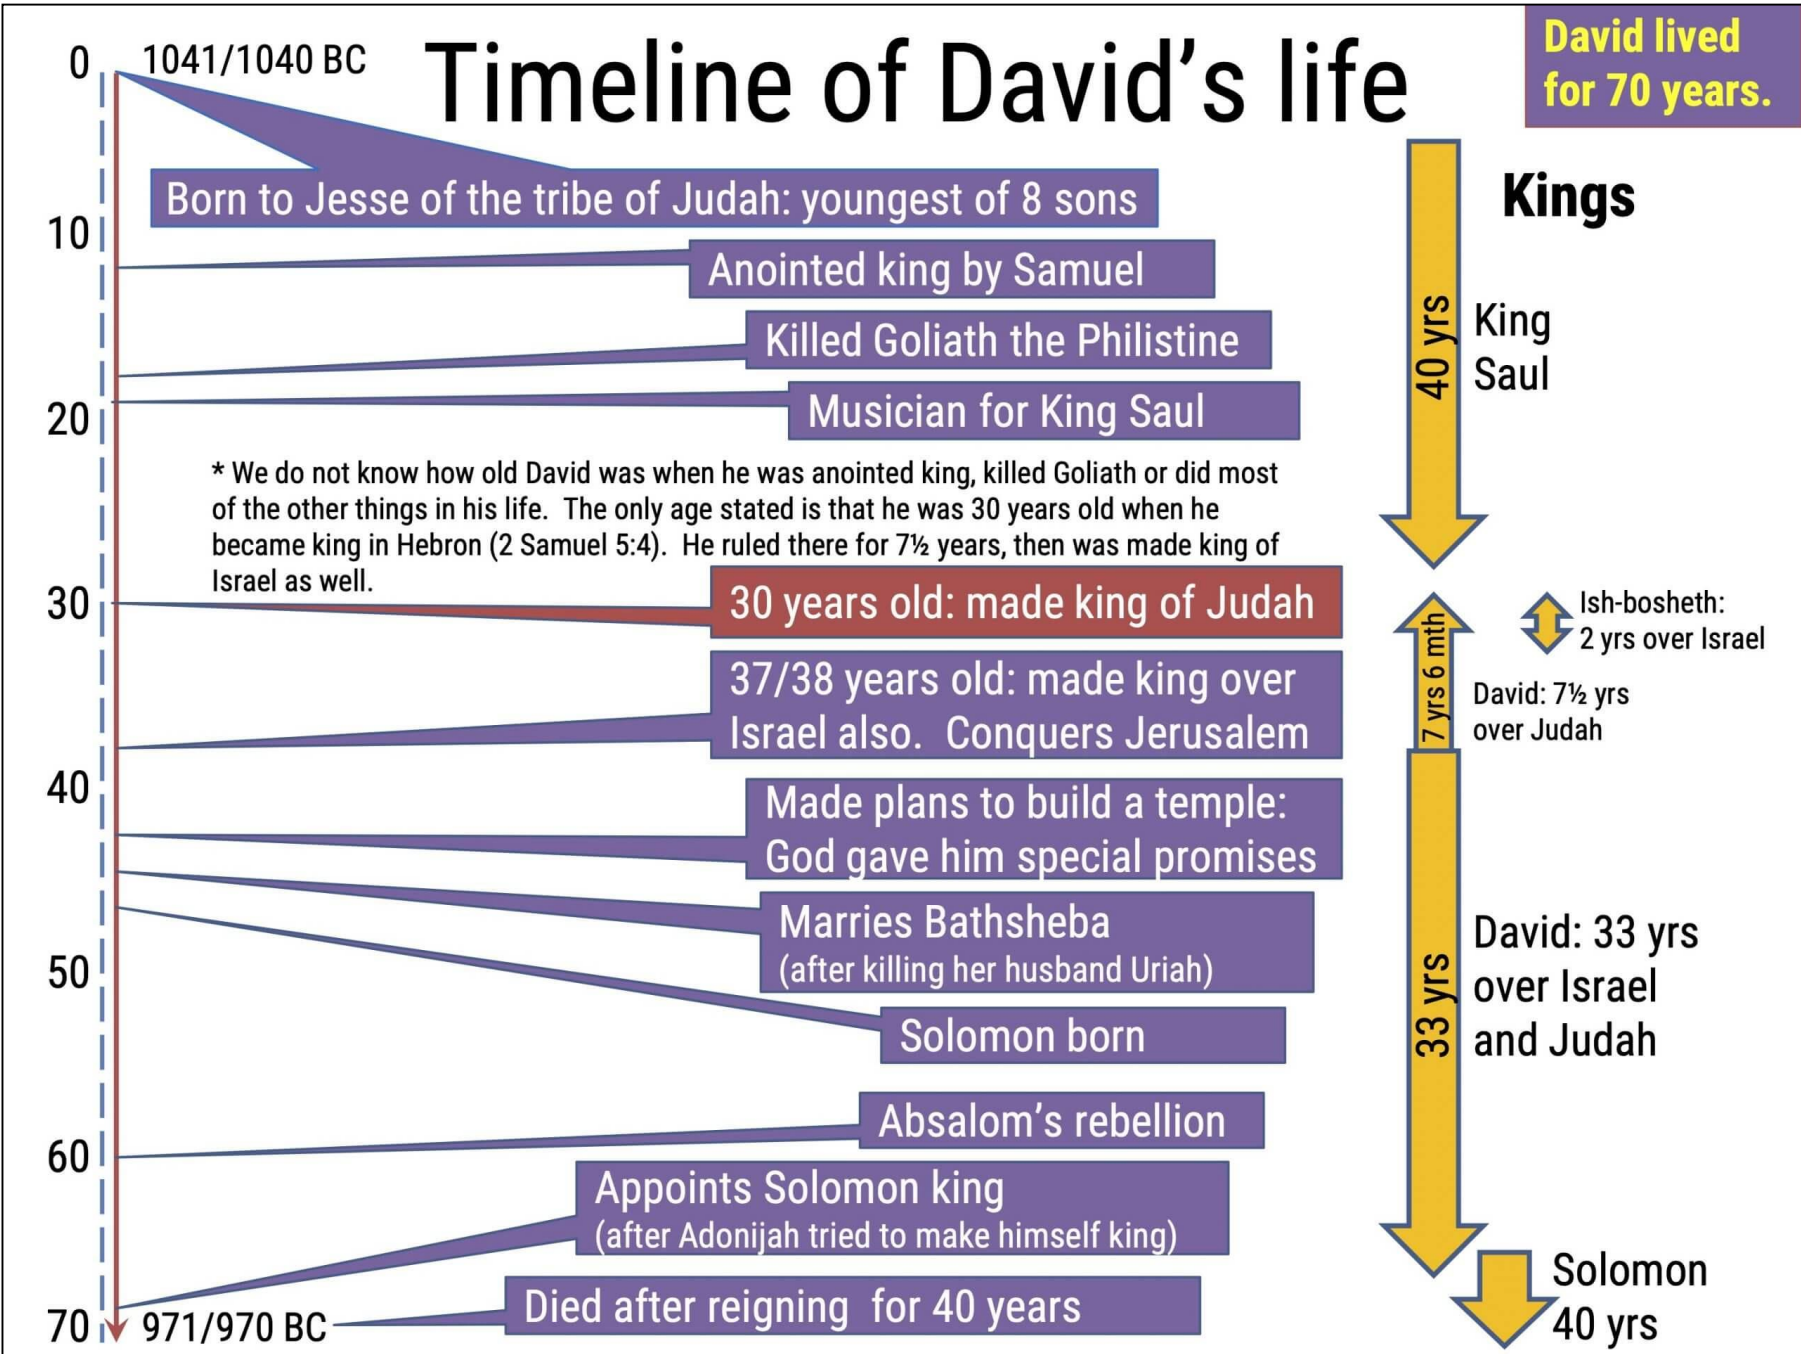 Timeline of David's life
David lived
for 70 years.
0
1041/1040 BC
Born to Jesse of the tribe of Judah: youngest of 8 sons
10
Anointed king by Samuel
Killed Goliath the Philistine
Musician for King Saul
20
* We do not know how old David was when he was anointed king, killed Goliath or did most
of the other things in his life. The only age stated is that he was 30 years old when he
became king in Hebron (2 Samuel 5:4). He ruled there for 7½ years, then was made king of
Israel as well.
30
30 years old: made king of Judah
37/38 years old: made king over
Israel also. Conquers Jerusalem
40
Made plans to build a temple:
God gave him special promises
Marries Bathsheba
(after killing her husband Uriah)
50
Solomon born
Absalom's rebellion
60
Appoints Solomon king
(after Adonijah tried to make himself king)
70
971/970 BC
Died after reigning for 40 years
Kings
40 yrs
King
Saul
Ish-bosheth:
2 yrs over Israel
7 yrs 6 mth
David: 7½ yrs
over Judah
33 yrs
David: 33 yrs
over Israel
and Judah
Solomon
40 yrs